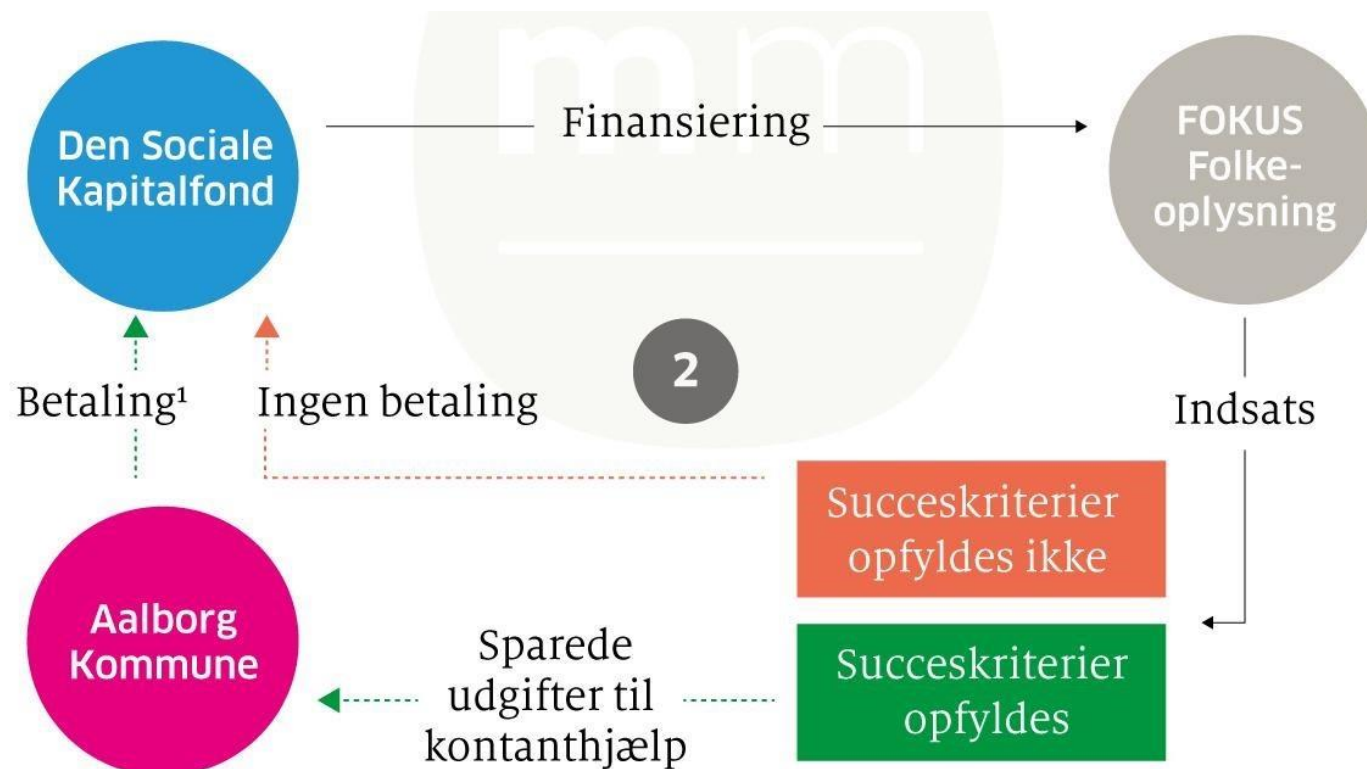 mm
Den Sociale
Kapitalfond
Finansiering
FOKUS
Folke-
oplysning
Betaling¹
Ingen betaling
2
Indsats
Succeskriterier
opfyldes ikke
Aalborg
Kommune
Sparede
udgifter til
kontanthjælp
Succeskriterier
opfyldes